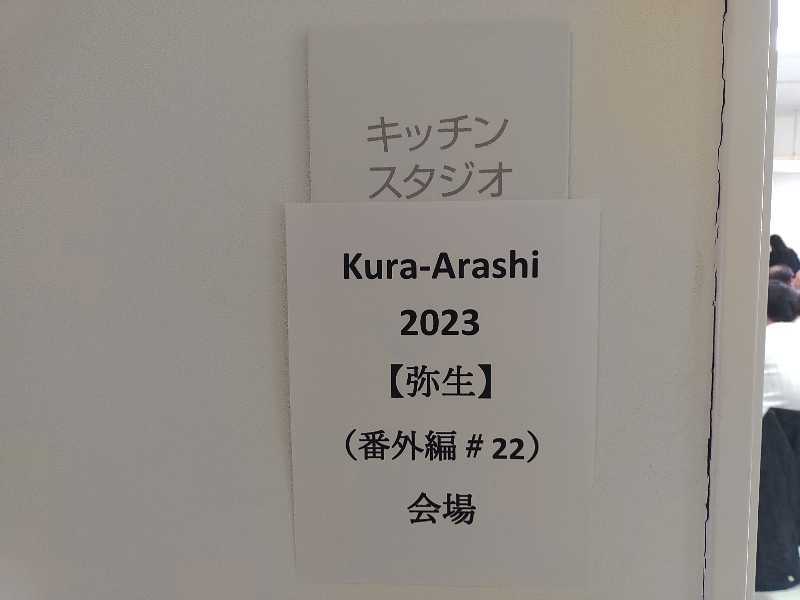 キッチン
スタジオ
Kura-Arashi
2023
【弥生】
（番外編＃22）
会場